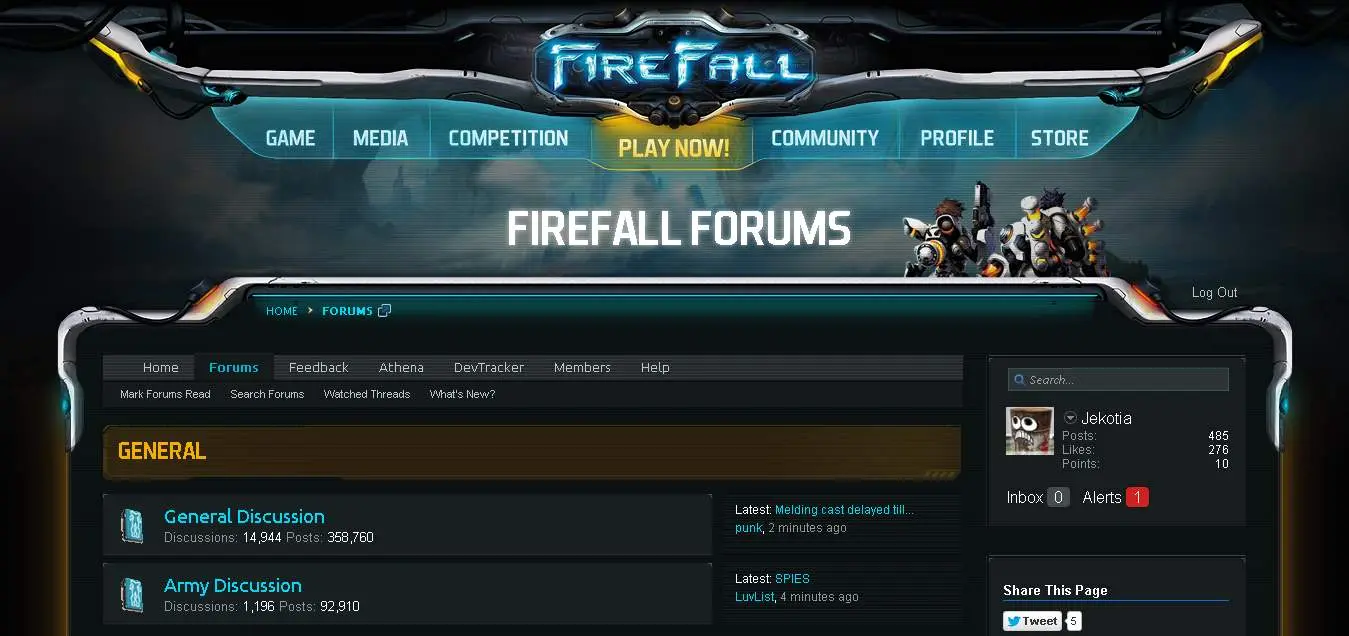 FIREFALL
GAME MEDIA COMPETITION PLAY NOW! COMMUNITY PROFILE STORE
FIREFALL FORUMS
Log Out
HOME > FORUMS
Home Forums Feedback Athena DevTracker Members Help
Mark Forums Read Search Forums Watched Threads What's New?
Search...
Jekotia
Posts: 485
Likes: 276
Points: 10
Inbox 0 Alerts 1
GENERAL
General Discussion
Discussions: 14,944 Posts: 358,760
Latest: Melding cast delayed till...
punk, 2 minutes ago
Army Discussion
Discussions: 1,196 Posts: 92,910
Latest: SPIES
LuvList, 4 minutes ago
Share This Page
Tweet 5